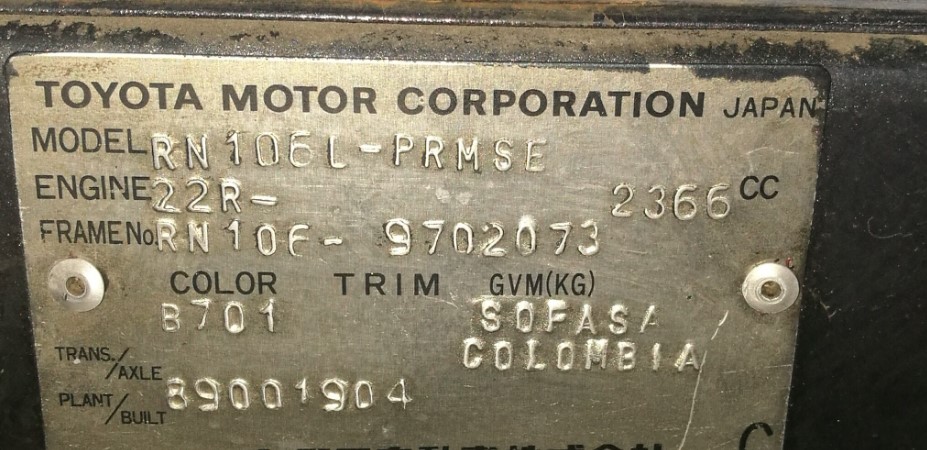 TOYOTA MOTOR CORPORATION JAPAN
MODEL RN106L-PRMSE
ENGINE 22R- 2366 CC
FRAME No. RN106- 9702073
COLOR TRIM GVM(KG)
B701 SOFASA
COLOMBIA
TRANS./AXLE
PLANT/BUILT 89001904
C